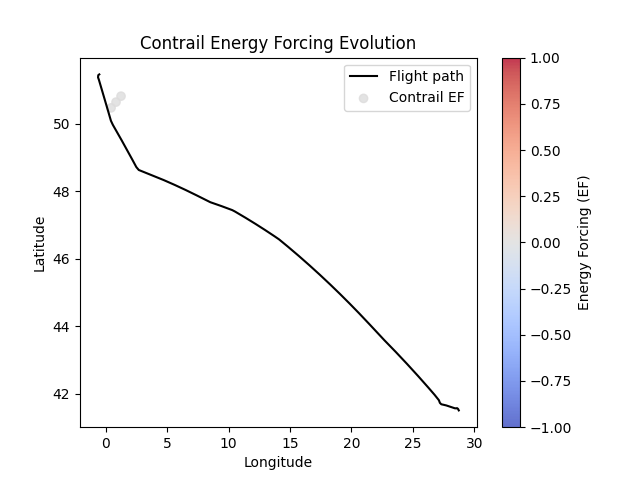 Contrail Energy Forcing Evolution
Flight path
Contrail EF
50
48
46
44
42
Latitude
0 5 10 15 20 25 30
Longitude
1.00
0.75
0.50
0.25
0.00
−0.25
−0.50
−0.75
−1.00
Energy Forcing (EF)